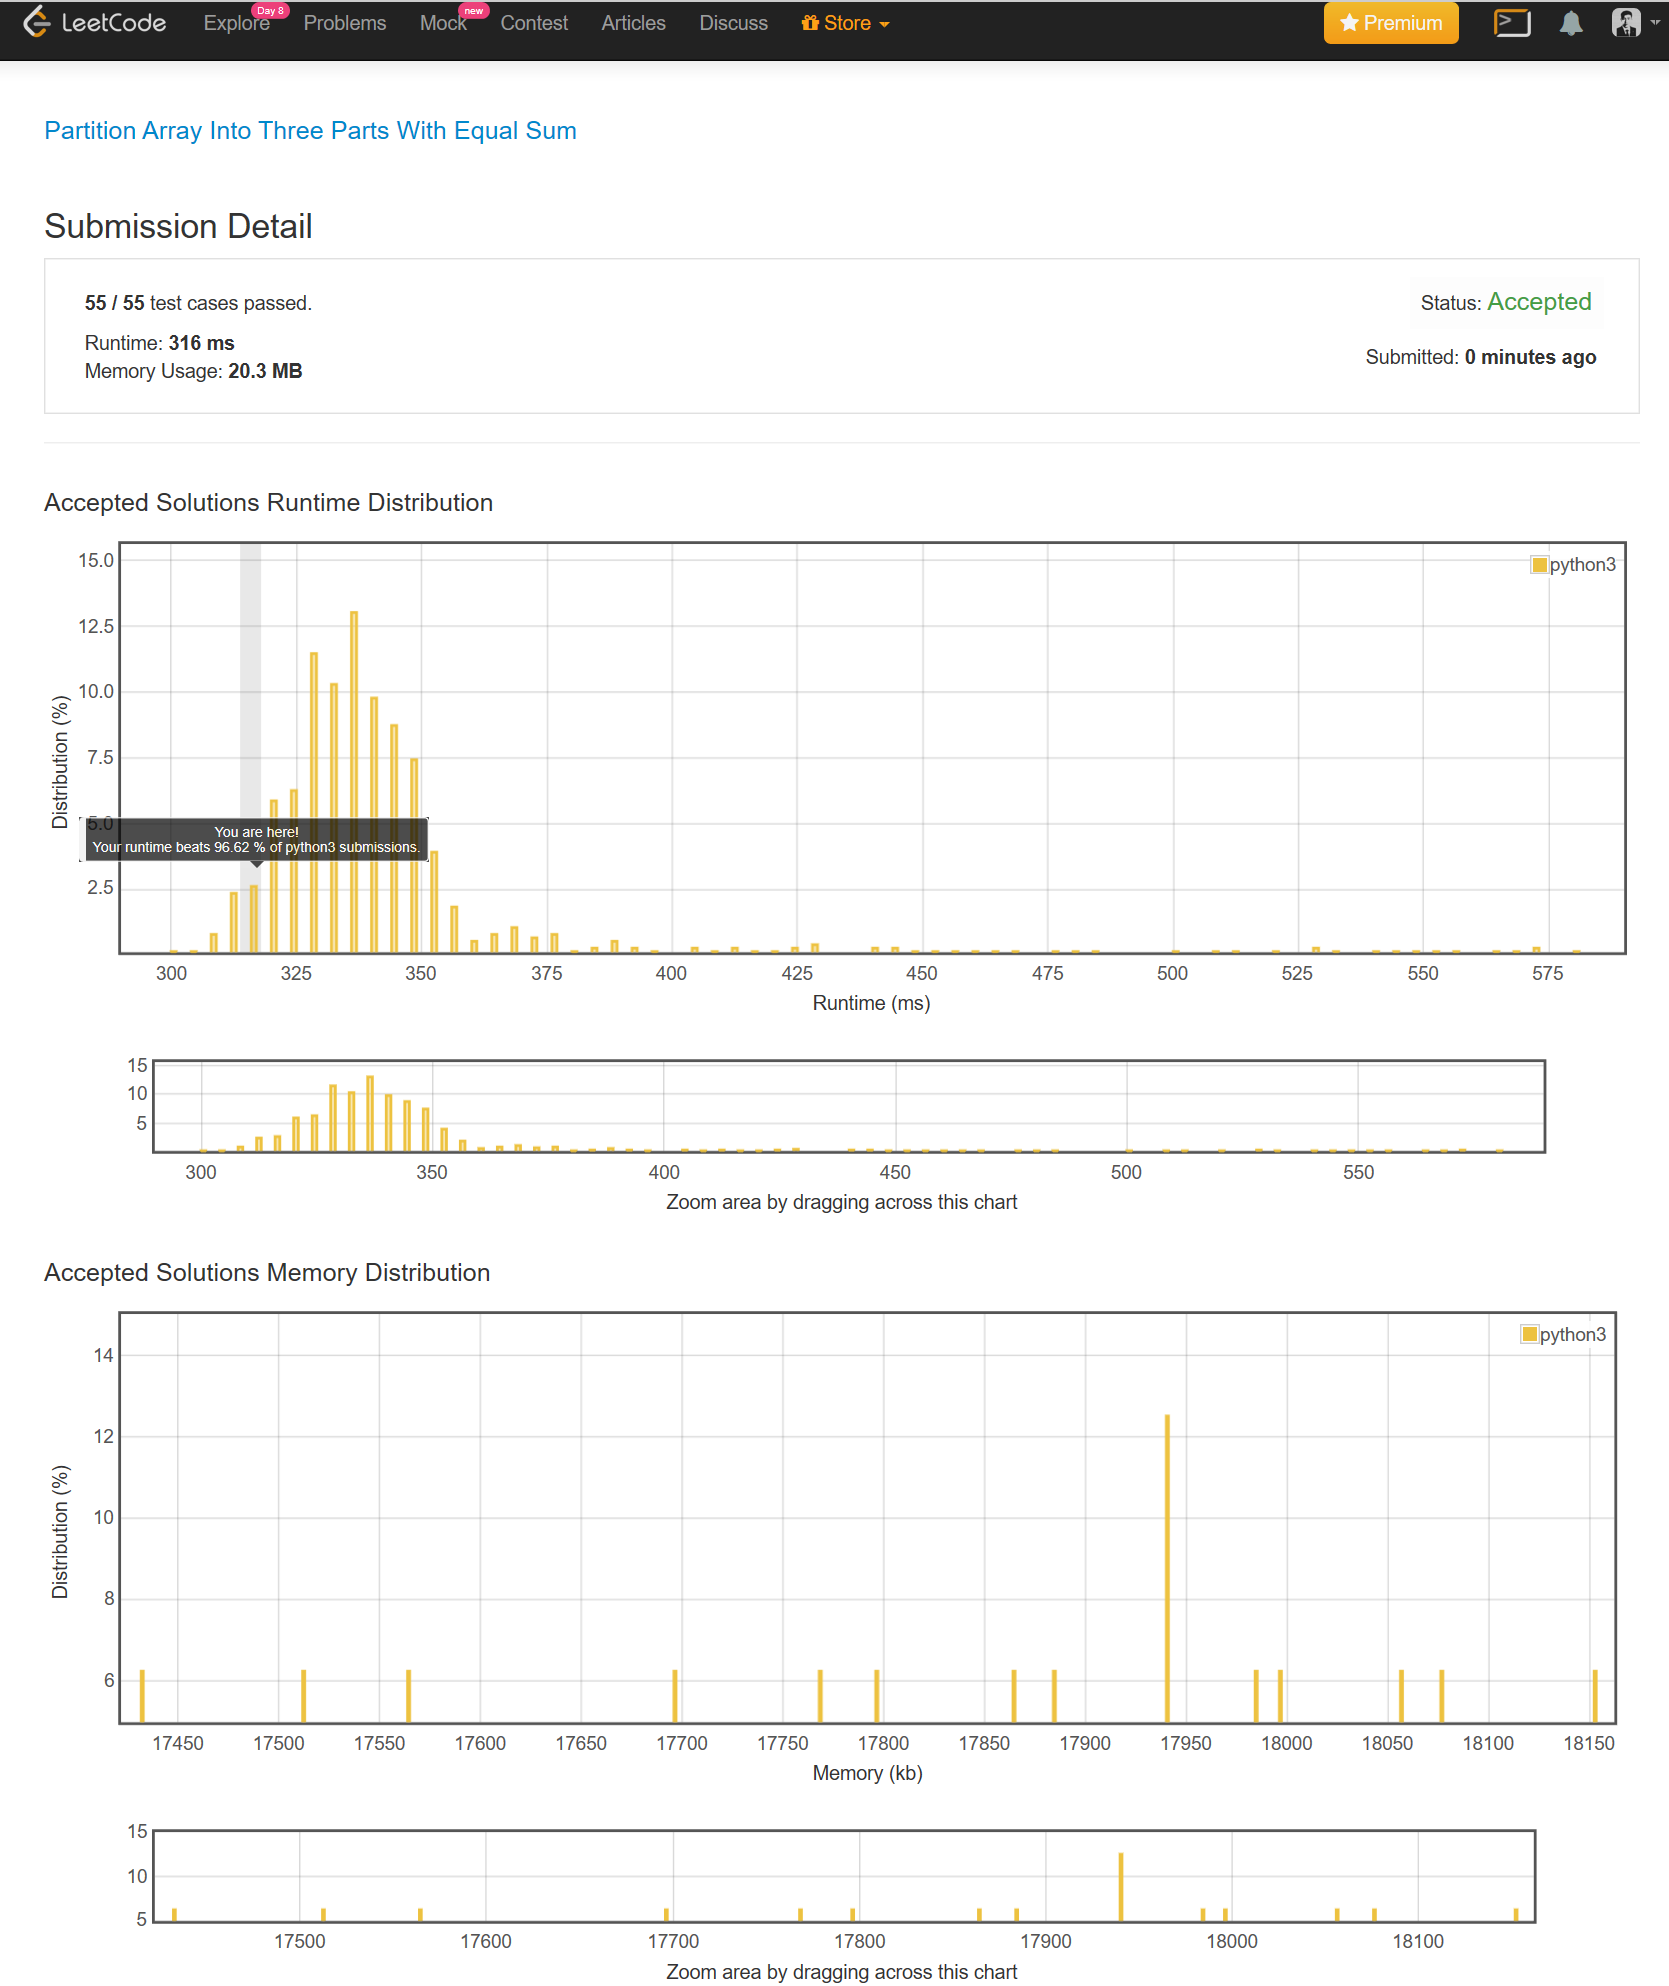 LeetCode Explore Day 8 Problems Mock new Contest Articles Discuss Store Premium
Partition Array Into Three Parts With Equal Sum
Submission Detail
55 / 55 test cases passed.
Status: Accepted
Runtime: 316 ms
Submitted: 0 minutes ago
Memory Usage: 20.3 MB
Accepted Solutions Runtime Distribution
15.0
python3
12.5
10.0
Distribution (%)
7.5
5.0
You are here!
Your runtime beats 96.62 % of python3 submissions.
2.5
300 325 350 375 400 425 450 475 500 525 550 575
Runtime (ms)
15
10
5
300 350 400 450 500 550
Zoom area by dragging across this chart
Accepted Solutions Memory Distribution
python3
14
12
10
Distribution (%)
8
6
17450 17500 17550 17600 17650 17700 17750 17800 17850 17900 17950 18000 18050 18100 18150
Memory (kb)
15
10
5
17500 17600 17700 17800 17900 18000 18100
Zoom area by dragging across this chart